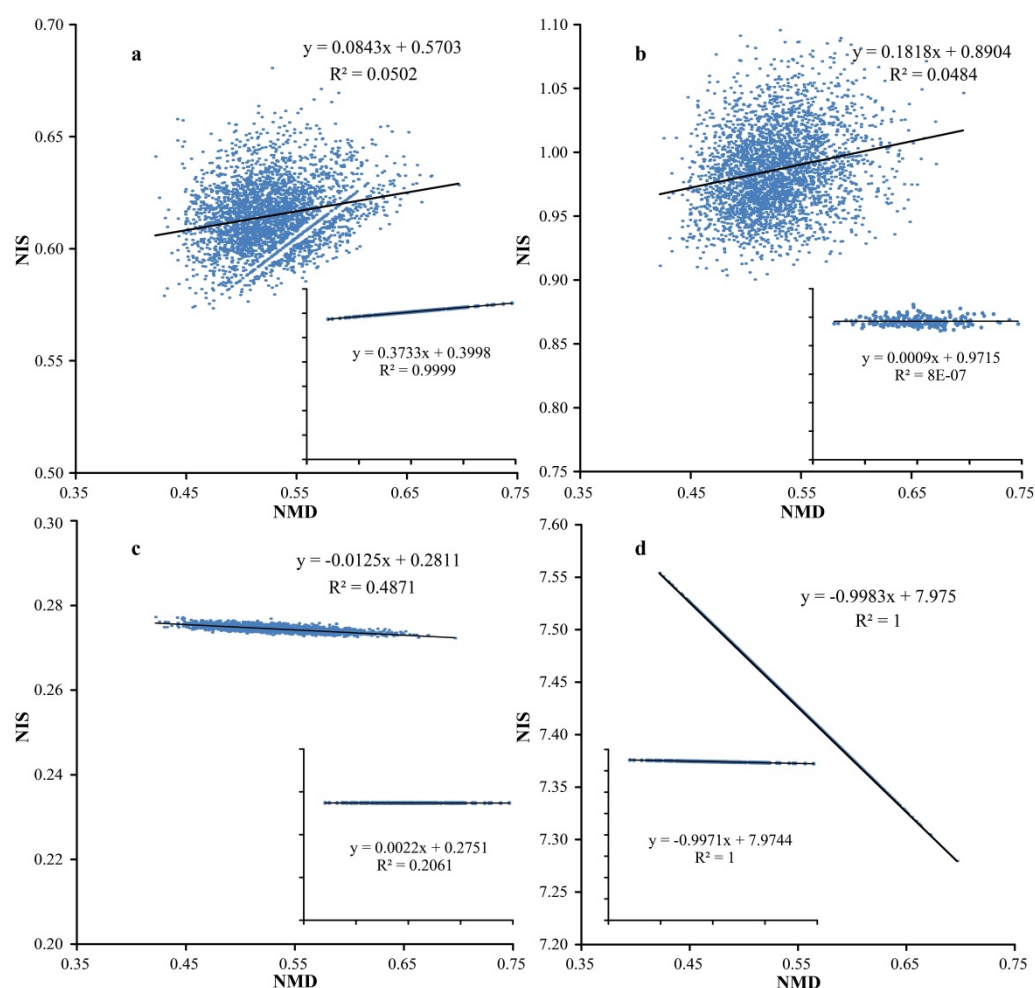 a
y = 0.0843x + 0.5703
R² = 0.0502
0.70
0.65
0.60
0.55
0.50
NIS
y = 0.3733x + 0.3998
R² = 0.9999
0.35
0.45
0.55
0.65
0.75
NMD
b
y = 0.1818x + 0.8904
R² = 0.0484
1.10
1.05
1.00
0.95
0.90
0.85
0.80
0.75
NIS
y = 0.0009x + 0.9715
R² = 8E-07
0.35
0.45
0.55
0.65
0.75
NMD
c
y = -0.0125x + 0.2811
R² = 0.4871
0.30
0.28
0.26
0.24
0.22
0.20
NIS
y = 0.0022x + 0.2751
R² = 0.2061
0.35
0.45
0.55
0.65
0.75
NMD
d
y = -0.9983x + 7.975
R² = 1
7.60
7.55
7.50
7.45
7.40
7.35
7.30
7.25
7.20
NIS
y = -0.9971x + 7.9744
R² = 1
0.35
0.45
0.55
0.65
0.75
NMD